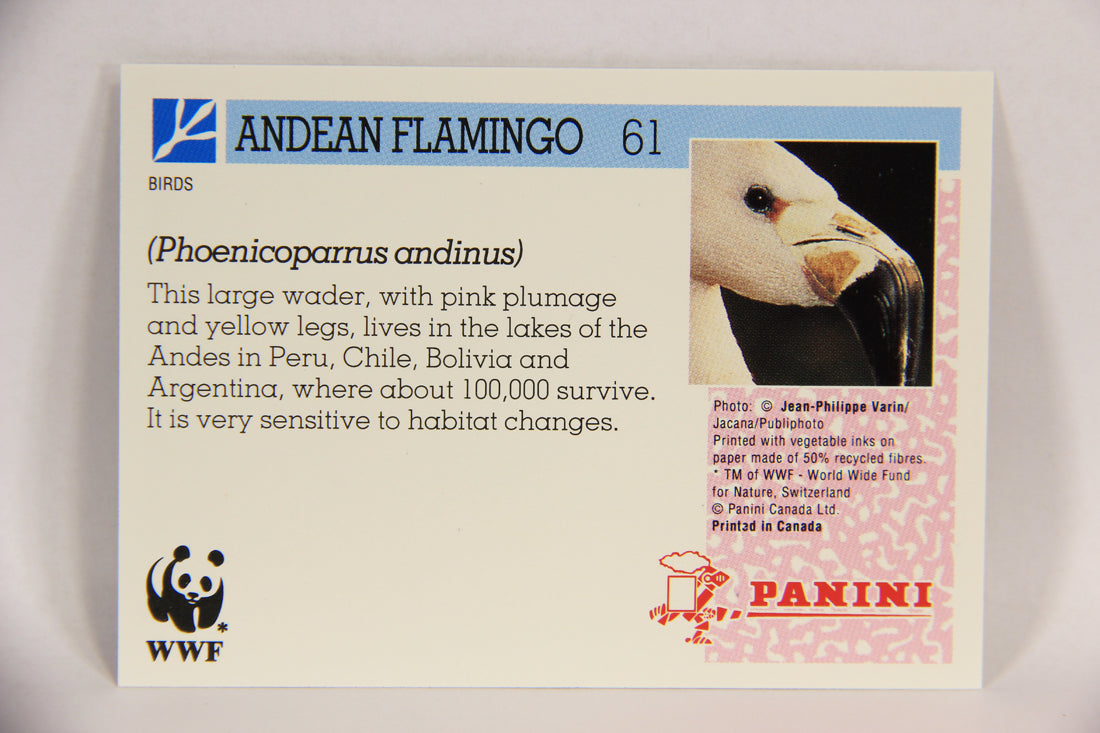 ANDEAN FLAMINGO 61
BIRDS
(Phoenicoparrus andinus)
This large wader, with pink plumage
and yellow legs, lives in the lakes of the
Andes in Peru, Chile, Bolivia and
Argentina, where about 100,000 survive.
It is very sensitive to habitat changes.
Photo: © Jean-Philippe Varin/
Jacana/Publiphoto
Printed with vegetable inks on
paper made of 50% recycled fibres.
* TM of WWF - World Wide Fund
for Nature, Switzerland
© Panini Canada Ltd.
Printed in Canada
WWF*
PANINI